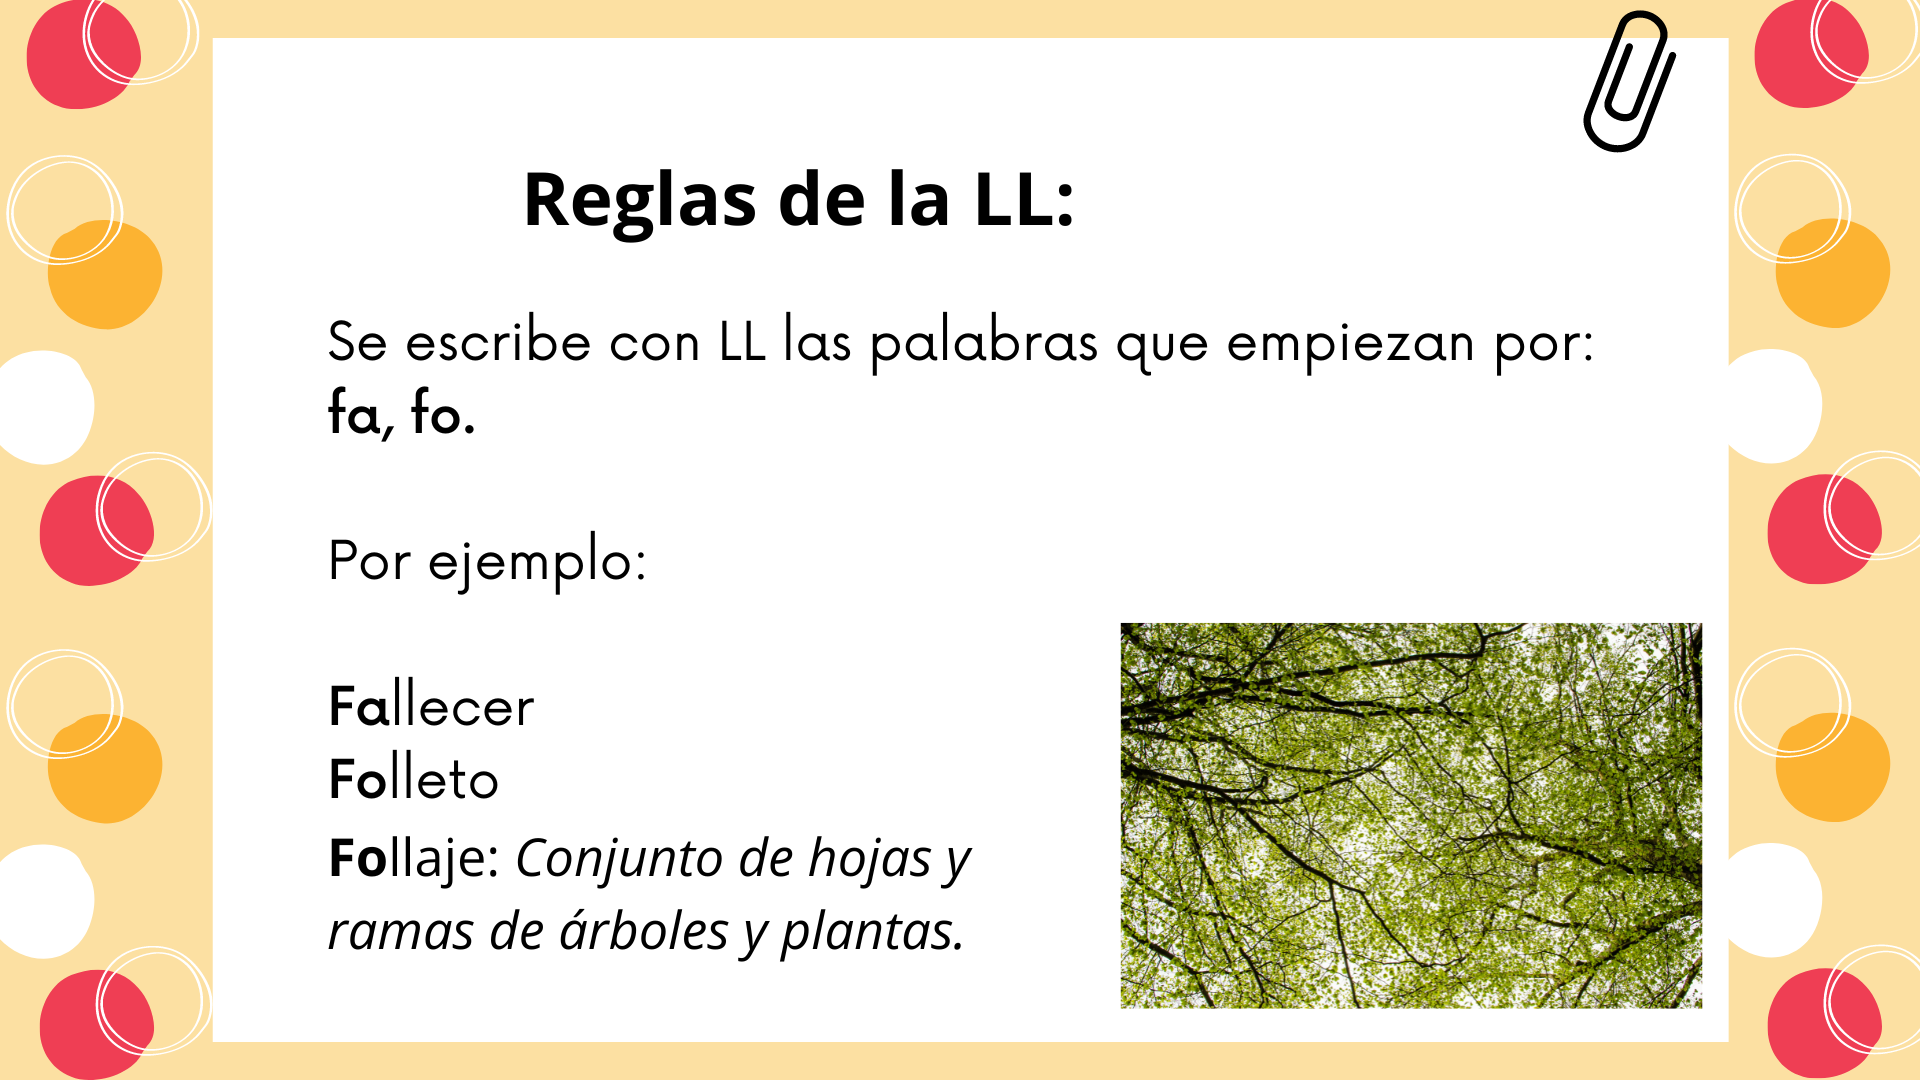 Reglas de la LL:
Se escribe con LL las palabras que empiezan por:
fa, fo.
Por ejemplo:
Fallecer
Folleto
Follaje: Conjunto de hojas y
ramas de árboles y plantas.